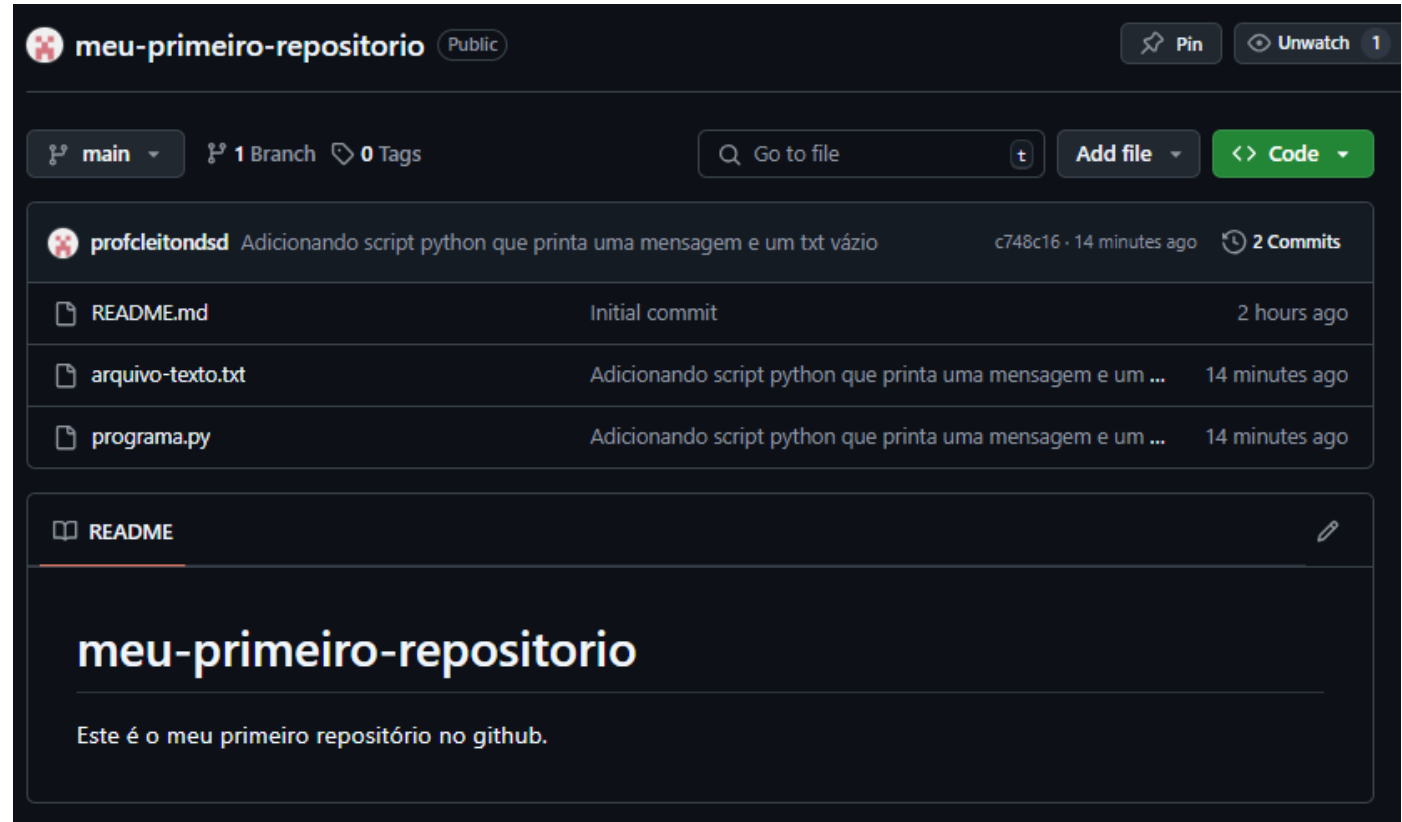 meu-primeiro-repositorio Public Pin Unwatch 1
main 1 Branch 0 Tags Go to file t Add file <> Code
profcleitondsd Adicionando script python que printa uma mensagem e um txt vázio c748c16 · 14 minutes ago 2 Commits
README.md Initial commit 2 hours ago
arquivo-texto.txt Adicionando script python que printa uma mensagem e um ... 14 minutes ago
programa.py Adicionando script python que printa uma mensagem e um ... 14 minutes ago
README
meu-primeiro-repositorio
Este é o meu primeiro repositório no github.